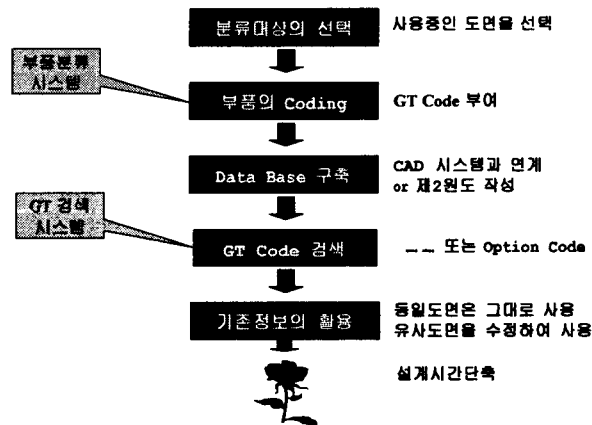 분류대상의 선택
사용중인 도면을 선택
부품분류
시스템
부품의 Coding
GT Code 부여
Data Base 구축
CAD 시스템과 연계
or 제2원도 작성
GT 검색
시스템
GT Code 검색
또는 Option Code
기존정보의 활용
동일도면은 그대로 사용
유사도면을 수정하여 사용
설계시간단축